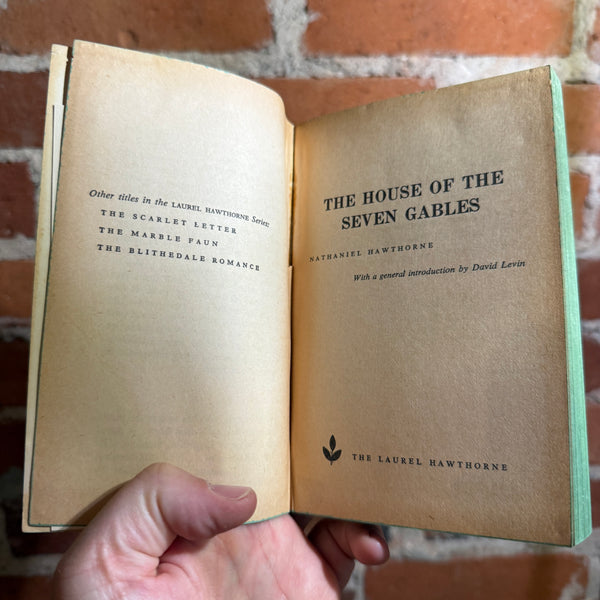 Other titles in the LAUREL HAWTHORNE Series:
THE SCARLET LETTER
THE MARBLE FAUN
THE BLITHEDALE ROMANCE
THE HOUSE OF THE
SEVEN GABLES
NATHANIEL HAWTHORNE
With a general introduction by David Levin
THE LAUREL HAWTHORNE